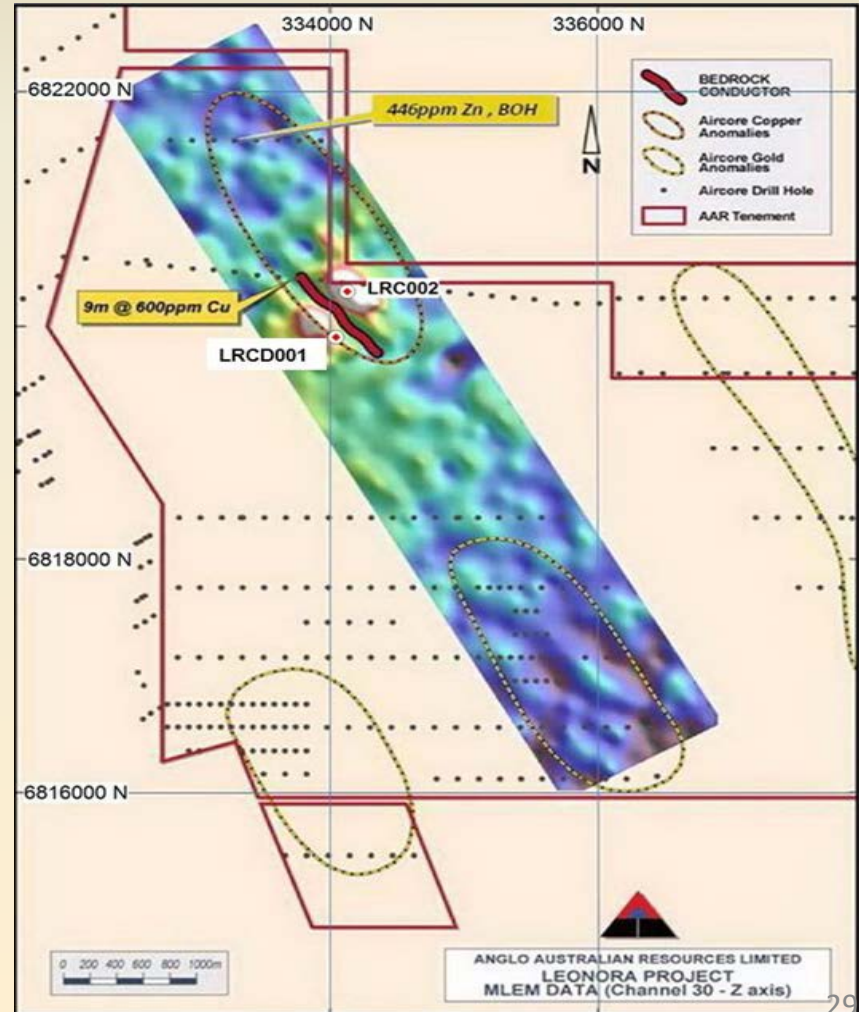 334000 N
336000 N
6822000 N
446ppm Zn , BOH
N
BEDROCK
CONDUCTOR
Aircore Copper
Anomalies
Aircore Gold
Anomalies
Aircore Drill Hole
AAR Tenement
9m @ 600ppm Cu
LRC002
LRCD001
6818000 N
6816000 N
0 200 400 600 800 1000m
ANGLO AUSTRALIAN RESOURCES LIMITED
LEONORA PROJECT
MLEM DATA (Channel 30 - Z axis)
29